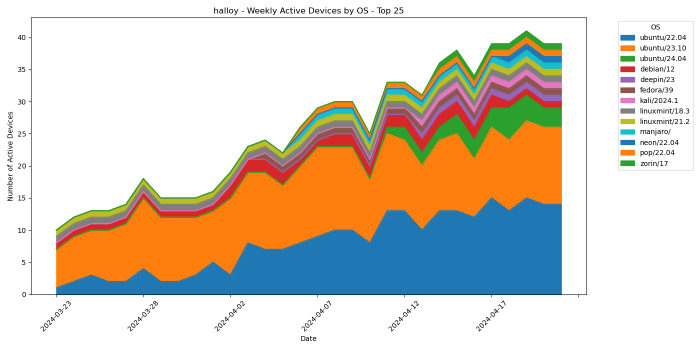 halloy - Weekly Active Devices by OS - Top 25
Number of Active Devices
40
35
30
25
20
15
10
5
0
2024-03-23
2024-03-28
2024-04-02
2024-04-07
2024-04-12
2024-04-17
Date
OS
ubuntu/22.04
ubuntu/23.10
ubuntu/24.04
debian/12
deepin/23
fedora/39
kali/2024.1
linuxmint/18.3
linuxmint/21.2
manjaro/
neon/22.04
pop/22.04
zorin/17